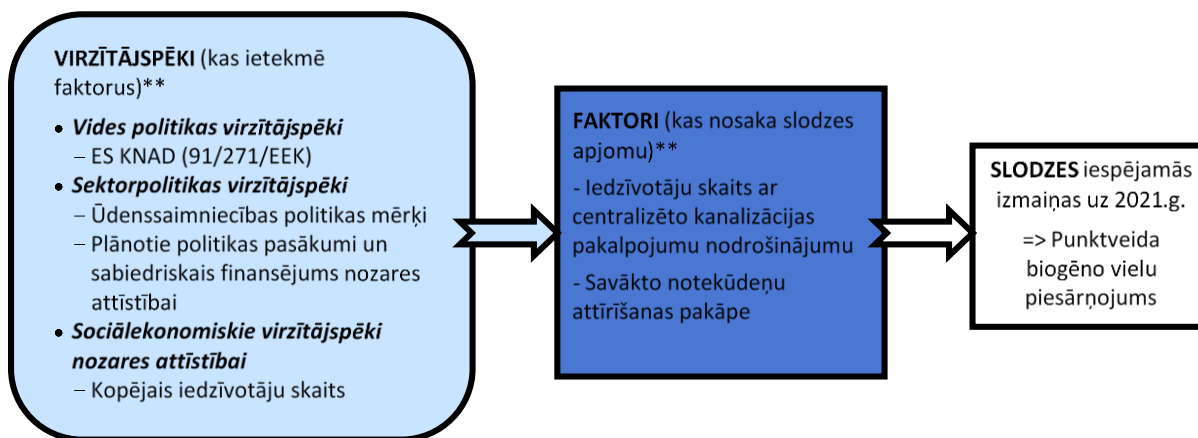 VIRZĪTĀJSPĒKI (kas ietekmē
faktorus)**
• Vides politikas virzītājspēki
– ES KNAD (91/271/EEK)
• Sektorpolitikas virzītājspēki
– Ūdenssaimniecības politikas mērķi
– Plānotie politikas pasākumi un
sabiedriskais finansējums nozares
attīstībai
• Sociālekonomiskie virzītājspēki
nozares attīstībai
– Kopējais iedzīvotāju skaits
FAKTORI (kas nosaka slodzes
apjomu)**
- Iedzīvotāju skaits ar
centralizēto kanalizācijas
pakalpojumu nodrošinājumu
- Savākto notekūdeņu
attīrīšanas pakāpe
SLODZES iespējamās
izmaiņas uz 2021.g.
=> Punktveida
biogēno vielu
piesārņojums